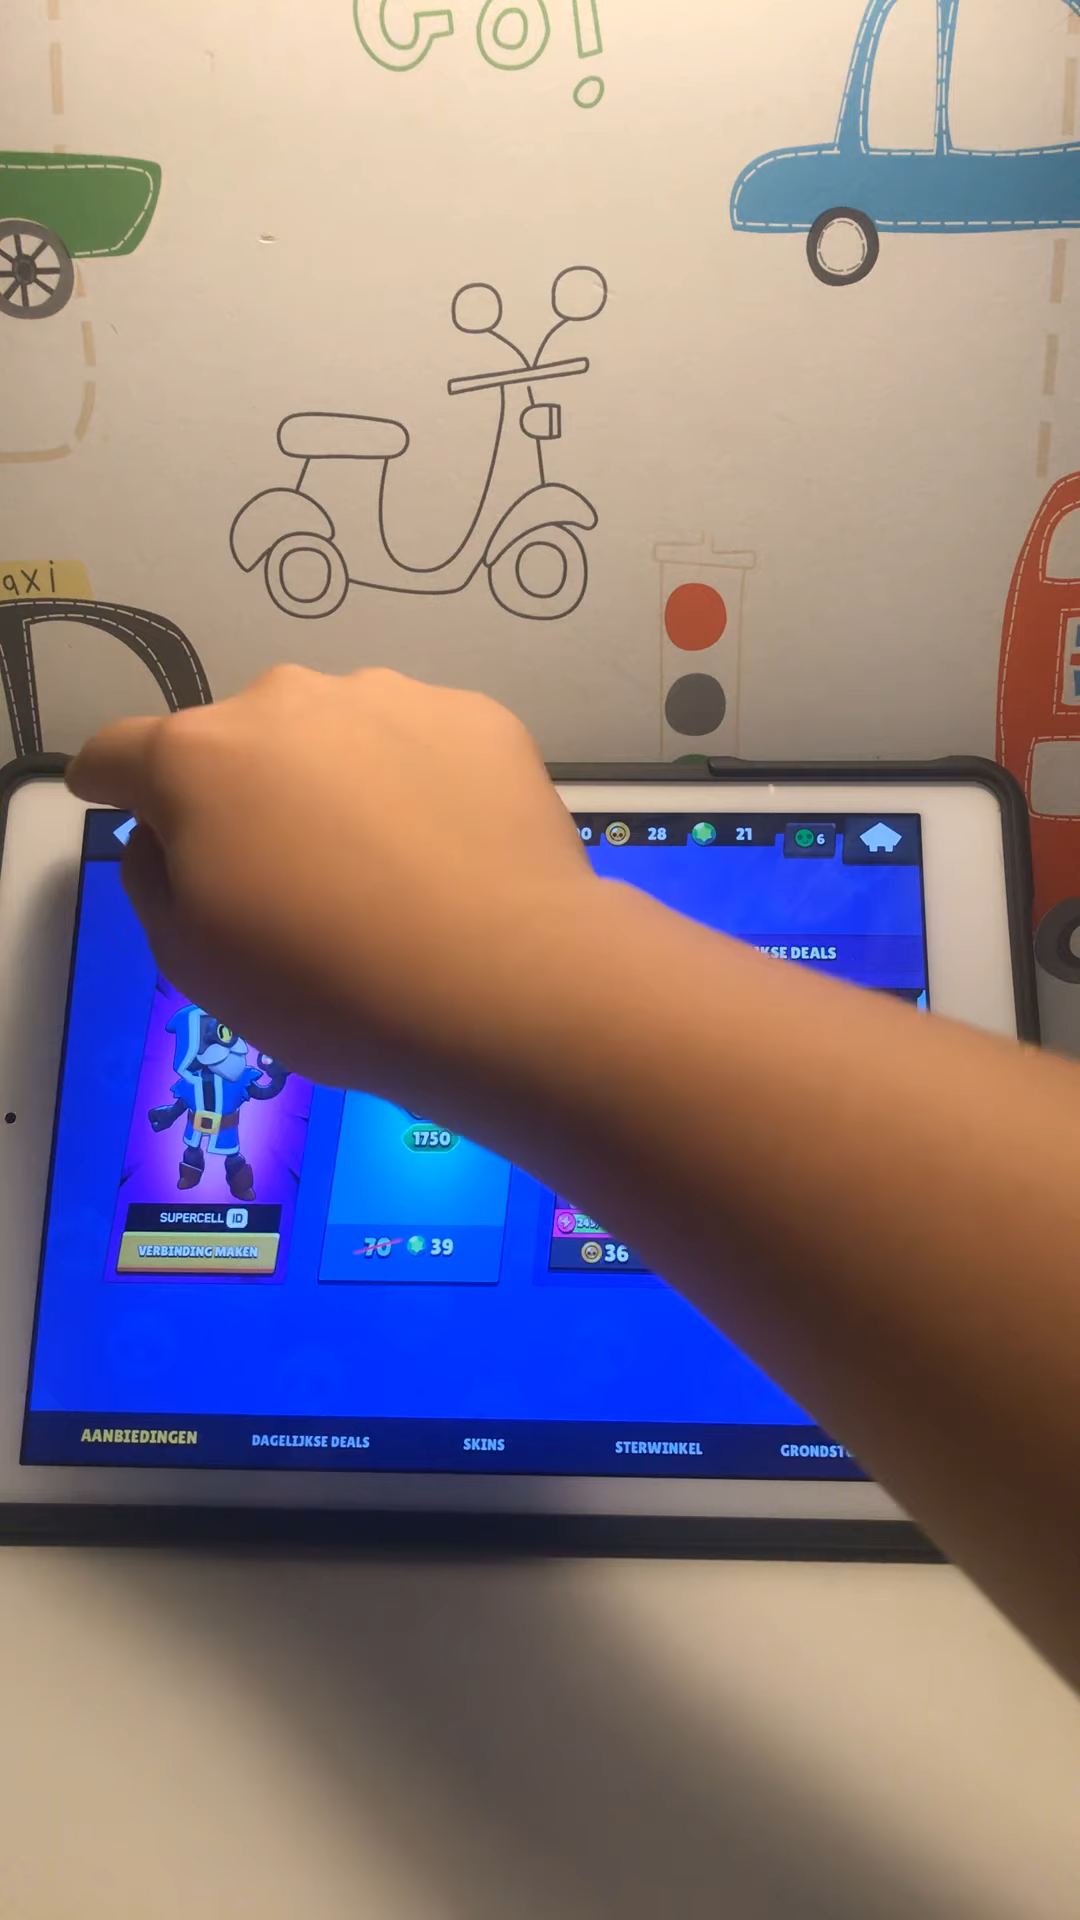 GO!
axi
28
21
6
DEALS
1750
SUPERCELL ID
VERBINDING MAKEN
70 39
36
AANBIEDINGEN
DAGELIJKSE DEALS
SKINS
STERWINKEL